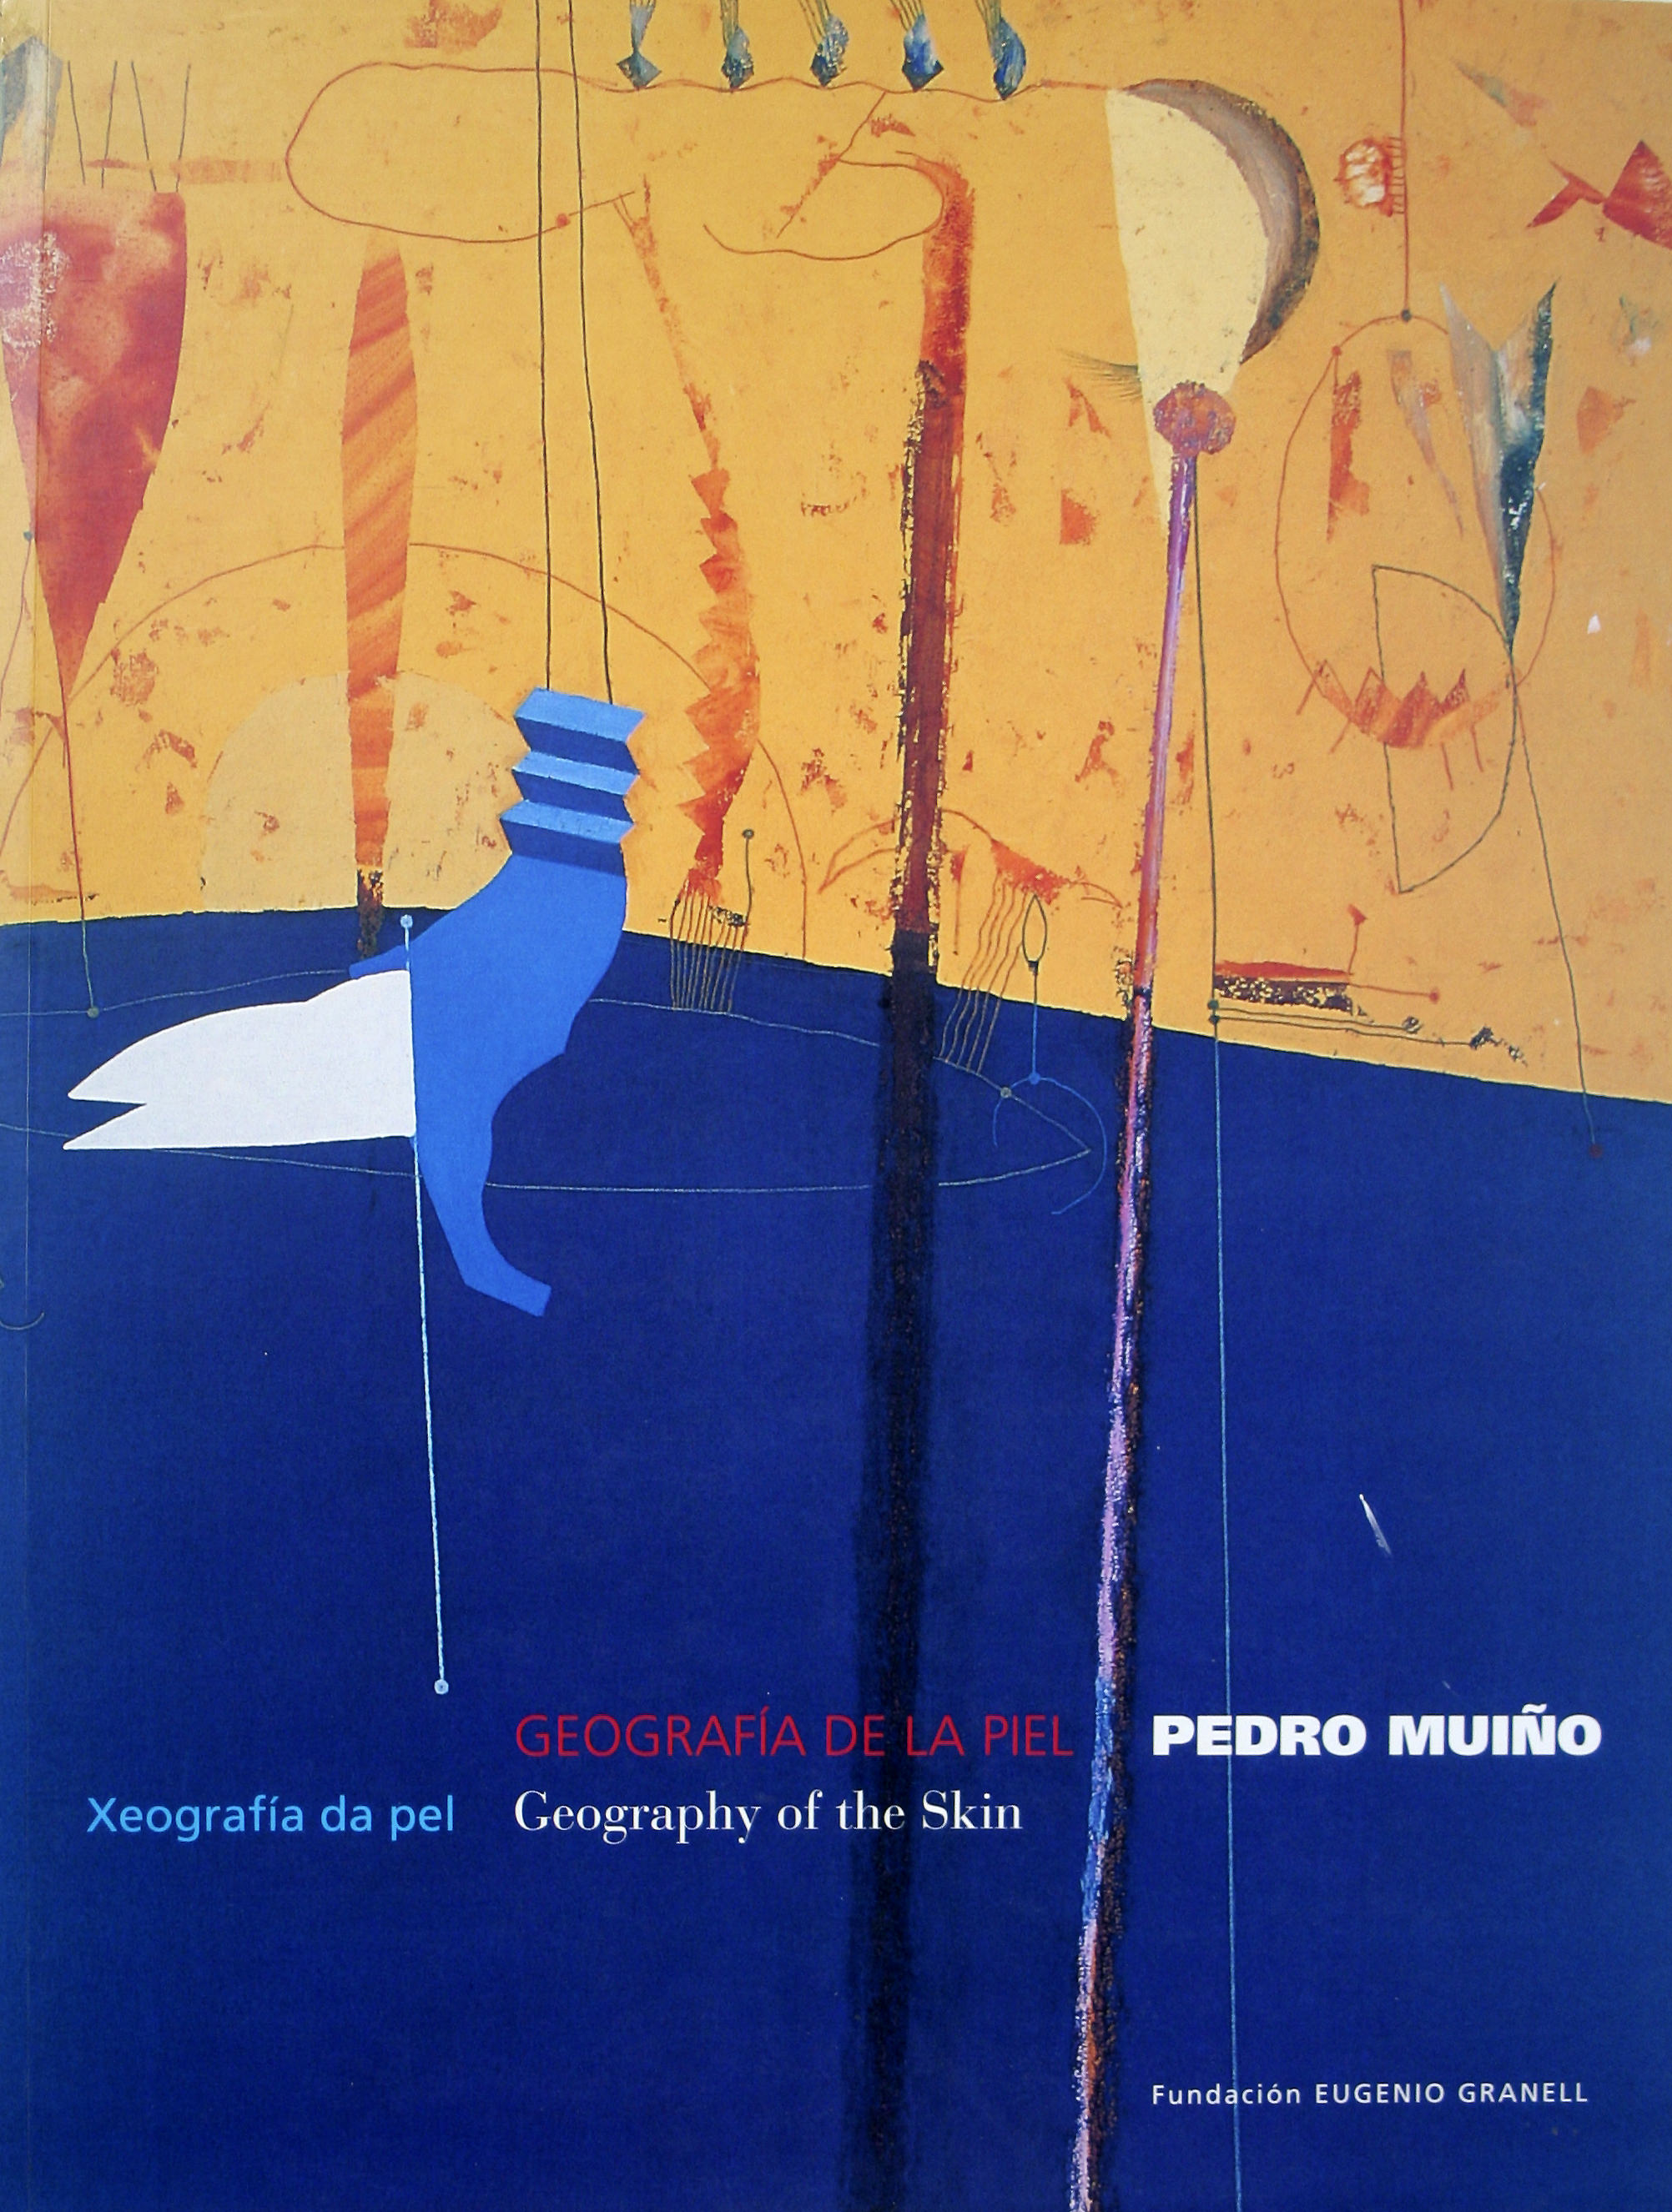 GEOGRAFÍA DE LA PIEL
PEDRO MUIÑO
Xeografía da pel
Geography of the Skin
Fundación EUGENIO GRANELL